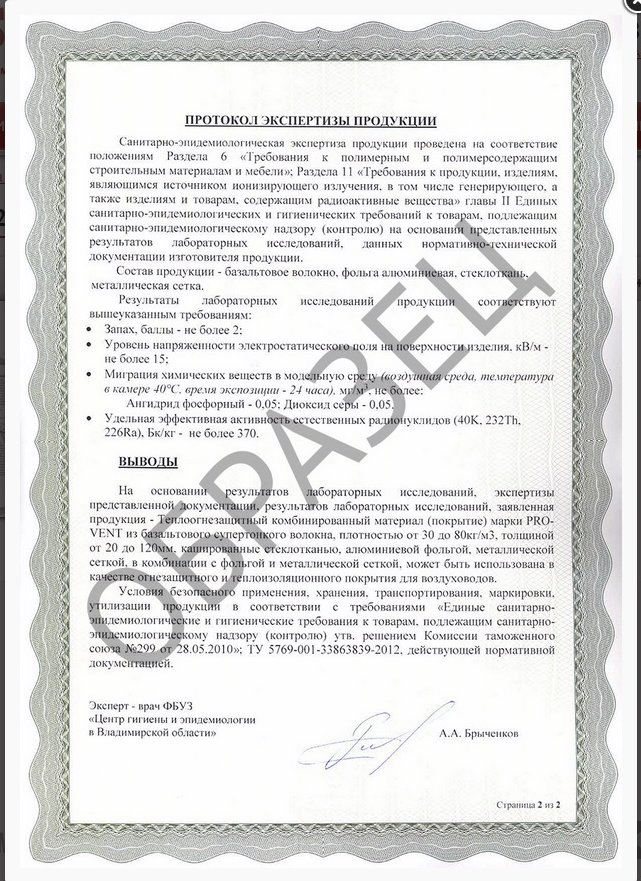 ПРОТОКОЛ ЭКСПЕРТИЗЫ ПРОДУКЦИИ
Санитарно-эпидемиологическая экспертиза продукции проведена на соответствие
положениям Раздела 6 «Требования к полимерным и полимерсодержащим
строительным материалам и мебели»; Раздела 11 «Требования к продукции, изделиям,
являющимся источником ионизирующего излучения, в том числе генерирующего, а
также изделиям и товарам, содержащим радиоактивные вещества» главы II Единых
санитарно-эпидемиологических и гигиенических требований к товарам, подлежащим
санитарно-эпидемиологическому надзору (контролю) на основании представленных
результатов лабораторных исследований, данных нормативно-технической
документации изготовителя продукции.
Состав продукции - базальтовое волокно, фольга алюминиевая, стеклоткань,
металлическая сетка.
Результаты лабораторных исследований продукции соответствуют
вышеуказанным требованиям:
• Запах, баллы - не более 2;
• Уровень напряженности электростатического поля на поверхности изделия, кВ/м -
не более 15;
• Миграция химических веществ в модельную среду (воздушная среда, температура
в камере 40°С, время экспозиции - 24 часа), мг/м³, не более:
Ангидрид фосфорный - 0,05; Диоксид серы - 0,05.
• Удельная эффективная активность естественных радионуклидов (40K, 232Th,
226Ra), Бк/кг - не более 370.
ВЫВОДЫ
На основании результатов лабораторных исследований, экспертизы
представленной документации, результатов лабораторных исследований, заявленная
продукция - Теплоогнезащитный комбинированный материал (покрытие) марки PRO-
VENT из базальтового супертонкого волокна, плотностью от 30 до 80кг/м3, толщиной
от 20 до 120мм, кашированные стеклотканью, алюминиевой фольгой, металлической
сеткой, в комбинации с фольгой и металлической сеткой, может быть использована в
качестве огнезащитного и теплоизоляционного покрытия для воздуховодов.
Условия безопасного применения, хранения, транспортирования, маркировки,
утилизации продукции в соответствии с требованиями «Единые санитарно-
эпидемиологические и гигиенические требования к товарам, подлежащим санитарно-
эпидемиологическому надзору (контролю) утв. решением Комиссии таможенного
союза №299 от 28.05.2010»; ТУ 5769-001-33863839-2012, действующей нормативной
документацией.
ОБРАЗЕЦ
Эксперт - врач ФБУЗ
«Центр гигиены и эпидемиологии
в Владимирской области»
А.А. Брыченков
Страница 2 из 2